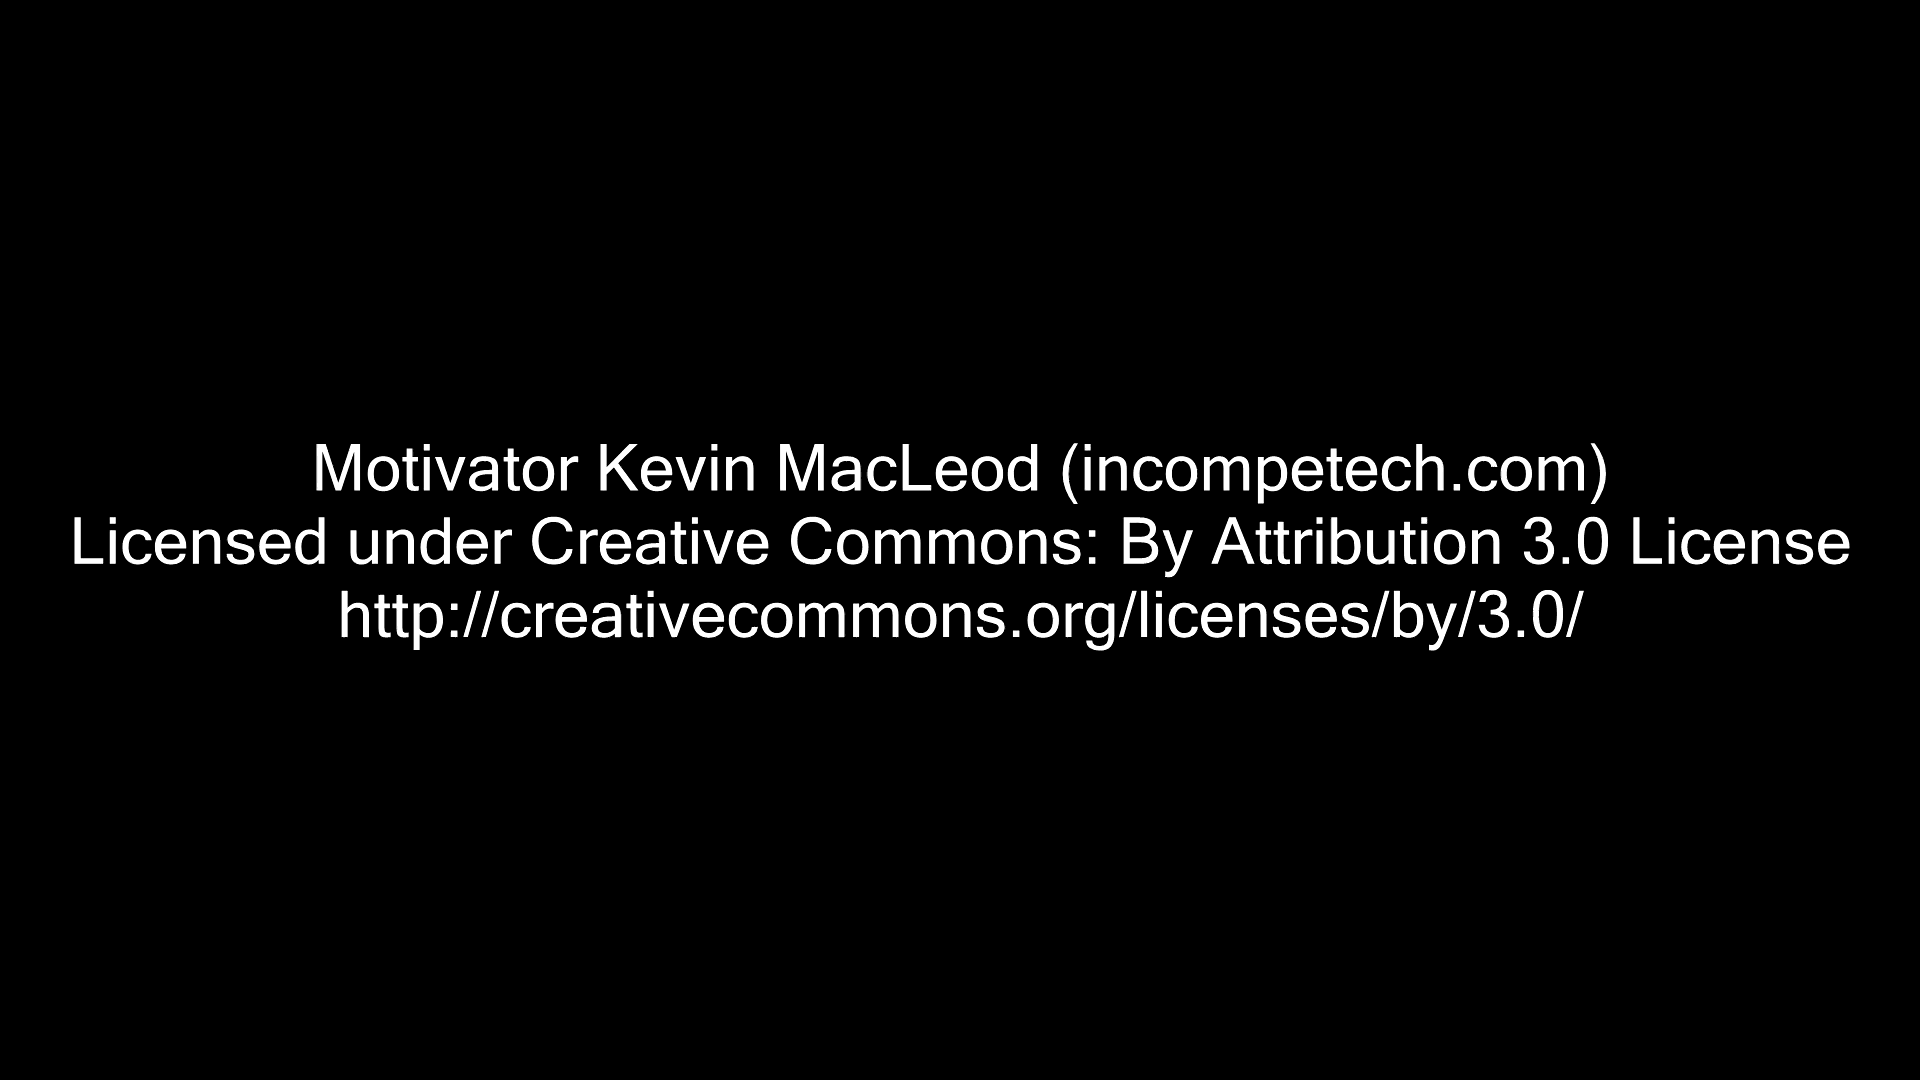 Motivator Kevin MacLeod (incompetech.com)
Licensed under Creative Commons: By Attribution 3.0 License
http://creativecommons.org/licenses/by/3.0/